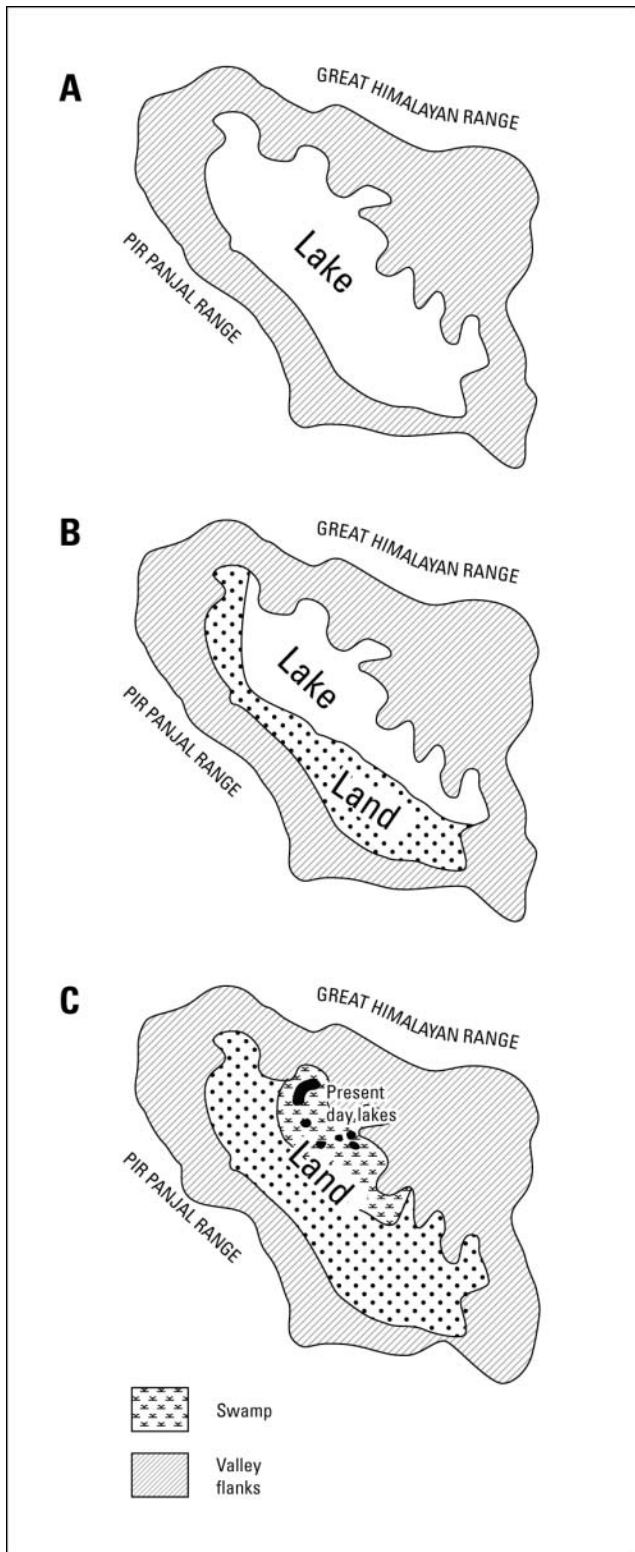 A
GREAT HIMALAYAN RANGE
Lake
PIR PANJAL RANGE
B
GREAT HIMALAYAN RANGE
Lake
PIR PANJAL RANGE
Land
C
GREAT HIMALAYAN RANGE
Present
day, lakes
Land
PIR PANJAL RANGE
Swamp
Valley
flanks